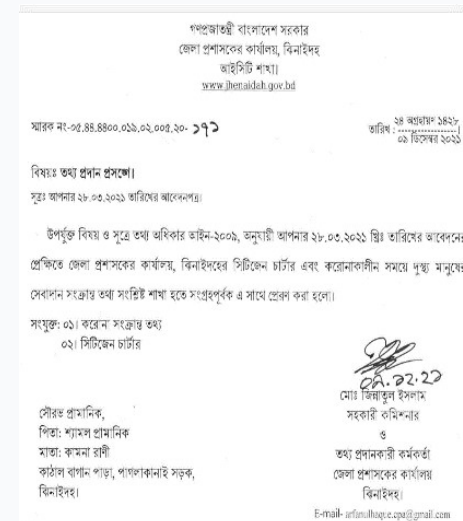 গণপ্রজাতন্ত্রী বাংলাদেশ সরকার
জেলা প্রশাসকের কার্যালয়, ঝিনাইদহ
আইসিটি শাখা।
www.jhenaidah.gov.bd
স্মারক নং-০৫.৪৪.৪৪০০.০১৯.০২.০০৫.২০- ১৭১
তারিখ :
২৪ অগ্রহায়ণ ১৪২৮
০৯ ডিসেম্বর ২০২১
বিষয়ঃ তথ্য প্রদান প্রসঙ্গে।
সূত্রঃ আপনার ২৮.০৩.২০২১ তারিখের আবেদনপত্র।
উপর্যুক্ত বিষয় ও সূত্রে তথ্য অধিকার আইন-২০০৯, অনুযায়ী আপনার ২৮.০৩.২০২১ খ্রিঃ তারিখের আবেদনের
প্রেক্ষিতে জেলা প্রশাসকের কার্যালয়, ঝিনাইদহের সিটিজেন চার্টার এবং করোনাকালীন সময়ে দুস্থ্য মানুষের
সেবাদান সংক্রান্ত তথ্য সংশ্লিষ্ট শাখা হতে সংগ্রহপূর্বক এ সাথে প্রেরণ করা হলো।
সংযুক্ত: ০১। করোনা সংক্রান্ত তথ্য
০২। সিটিজেন চার্টার
০৯.১২.২১
মোঃ জিন্নাতুল ইসলাম
সহকারী কমিশনার
ও
তথ্য প্রদানকারী কর্মকর্তা
জেলা প্রশাসকের কার্যালয়
ঝিনাইদহ।
E-mail- arfanulhaque.cpa@gmail.com
সৌরভ প্রামানিক,
পিতা: শ্যামল প্রামানিক
মাতা: কামনা রাণী
কাঠাল বাগান পাড়া, পাগলাকানাই সড়ক,
ঝিনাইদহ।